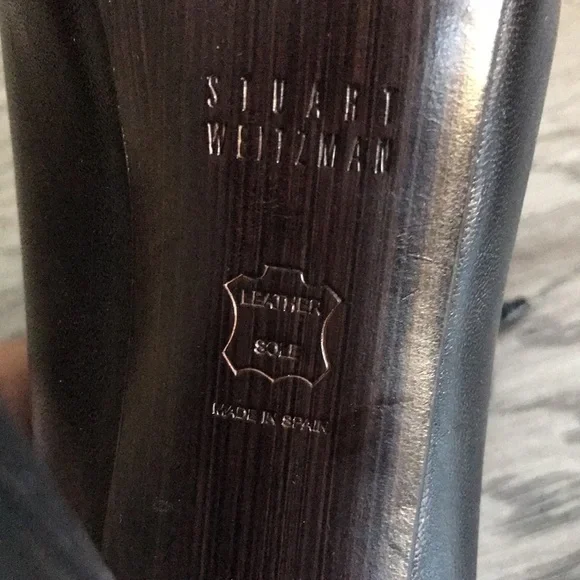 STUART
WEITZMAN
LEATHER
SOLE
MADE IN SPAIN